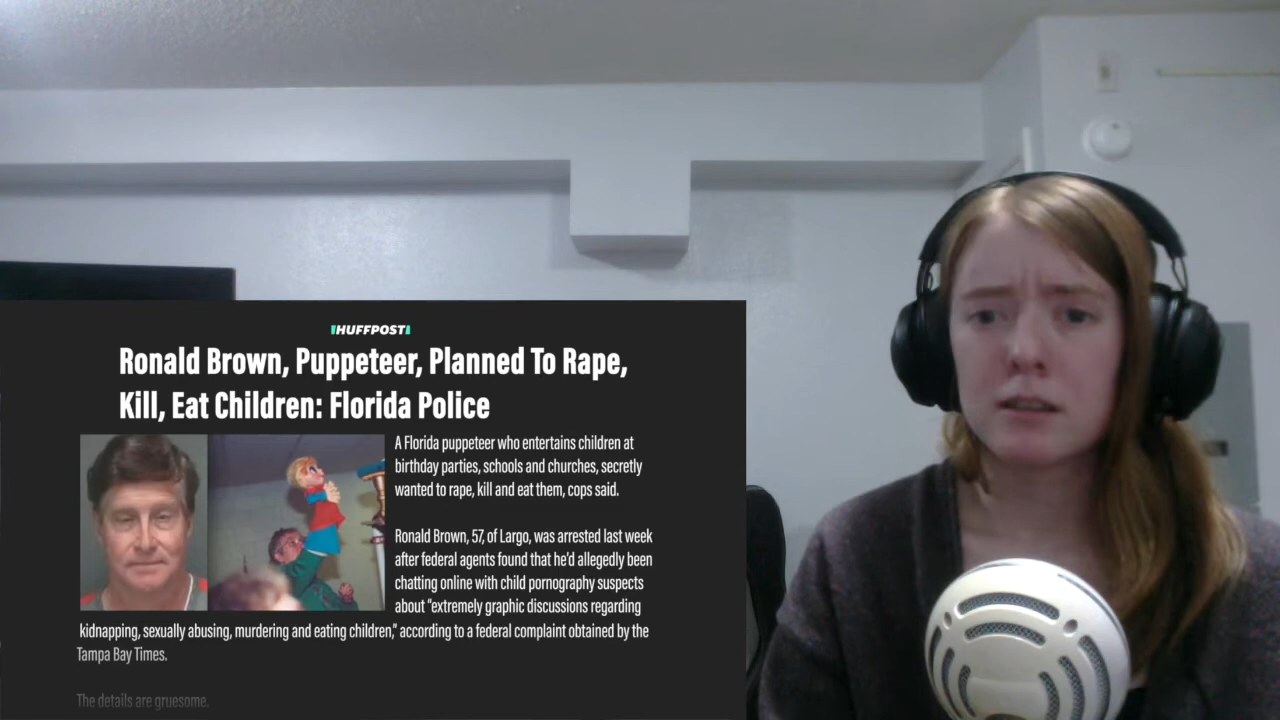 HUFFPOST
Ronald Brown, Puppeteer, Planned To Rape,
Kill, Eat Children: Florida Police
A Florida puppeteer who entertains children at
birthday parties, schools and churches, secretly
wanted to rape, kill and eat them, cops said.
Ronald Brown, 57, of Largo, was arrested last week
after federal agents found that he'd allegedly been
chatting online with child pornography suspects
about "extremely graphic discussions regarding
kidnapping, sexually abusing, murdering and eating children," according to a federal complaint obtained by the
Tampa Bay Times.
The details are gruesome.